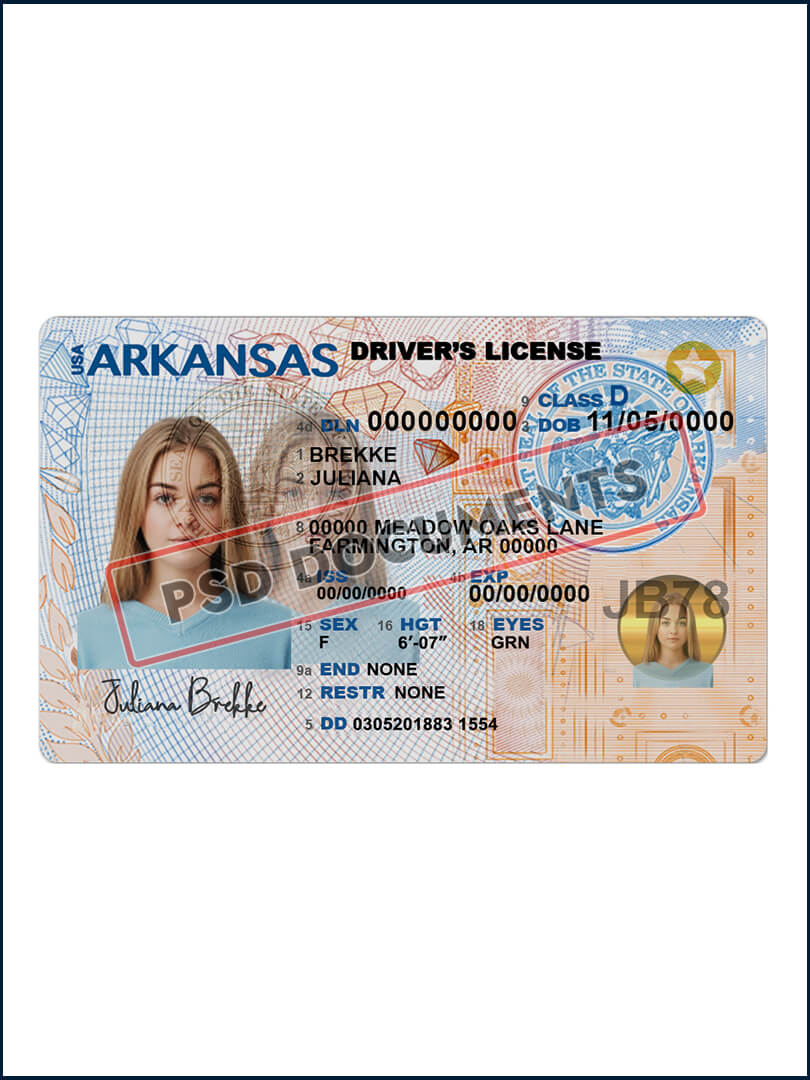 USA
ARKANSAS DRIVER'S LICENSE
9 CLASS D
4d DLN 000000000 3 DOB 11/05/0000
1 BREKKE
2 JULIANA
8 00000 MEADOW OAKS LANE
FARMINGTON, AR 00000
4a ISS 4b EXP
00/00/0000 00/00/0000
15 SEX 16 HGT 18 EYES
F 6'-07" GRN
9a END NONE
12 RESTR NONE
5 DD 0305201883 1554
Juliana Brekke
JB78
PSD DOCUMENTS
SEAL OF THE STATE OF ARKANSAS